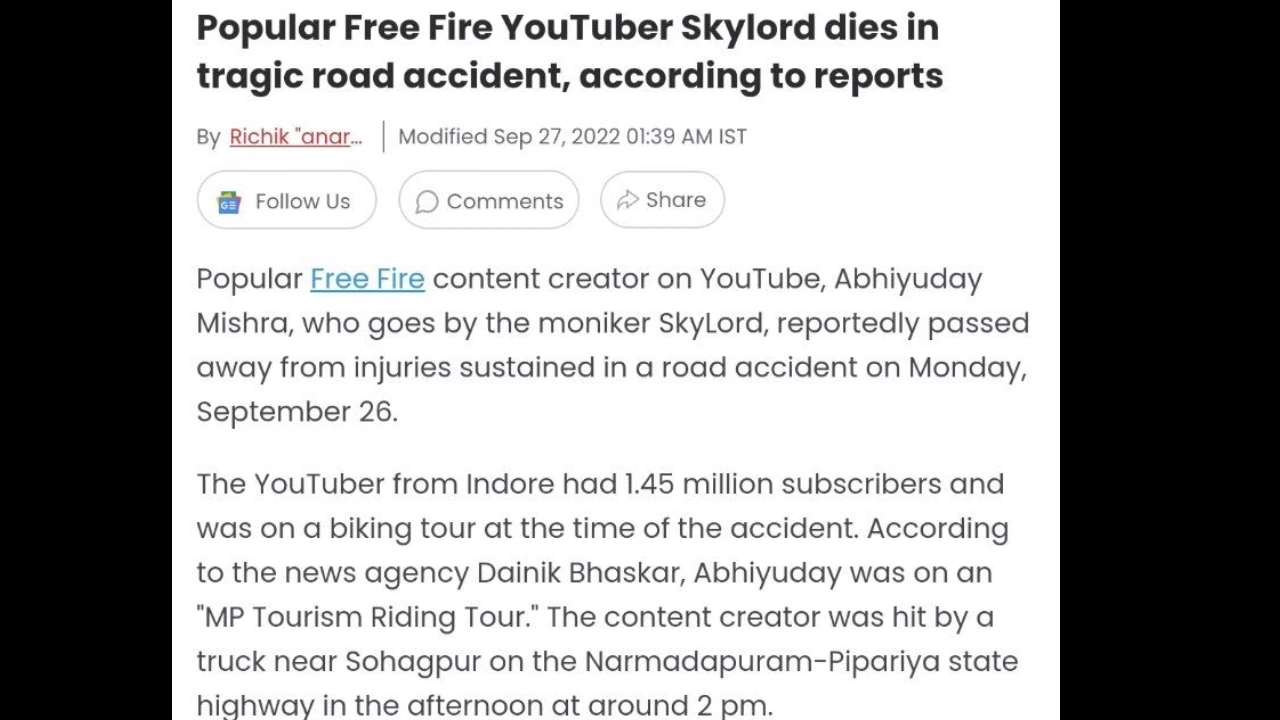 Popular Free Fire YouTuber Skylord dies in
tragic road accident, according to reports
By Richik "anar... Modified Sep 27, 2022 01:39 AM IST
GE Follow Us Comments Share
Popular Free Fire content creator on YouTube, Abhiyuday
Mishra, who goes by the moniker SkyLord, reportedly passed
away from injuries sustained in a road accident on Monday,
September 26.
The YouTuber from Indore had 1.45 million subscribers and
was on a biking tour at the time of the accident. According
to the news agency Dainik Bhaskar, Abhiyuday was on an
"MP Tourism Riding Tour." The content creator was hit by a
truck near Sohagpur on the Narmadapuram-Pipariya state
highway in the afternoon at around 2 pm.